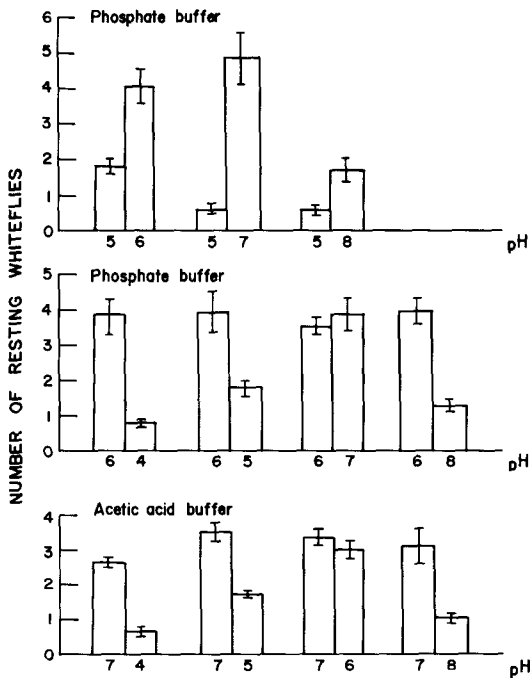 NUMBER OF RESTING WHITEFLIES
Phosphate buffer
6
5
4
3
2
1
0
5 6 5 7 5 8 pH
Phosphate buffer
5
4
3
2
1
0
6 4 6 5 6 7 6 8 pH
Acetic acid buffer
4
3
2
1
0
7 4 7 5 7 6 7 8 pH